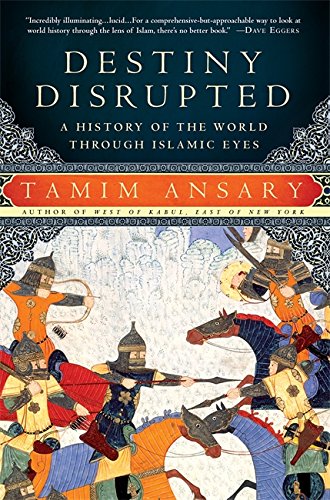 "Incredibly illuminating...lucid...For a comprehensive-but-approachable way to look at
world history through the lens of Islam, there's no better book." —DAVE EGGERS
DESTINY
DISRUPTED
A HISTORY OF THE WORLD
THROUGH ISLAMIC EYES
TAMIM ANSARY
AUTHOR OF WEST OF KABUL, EAST OF NEW YORK